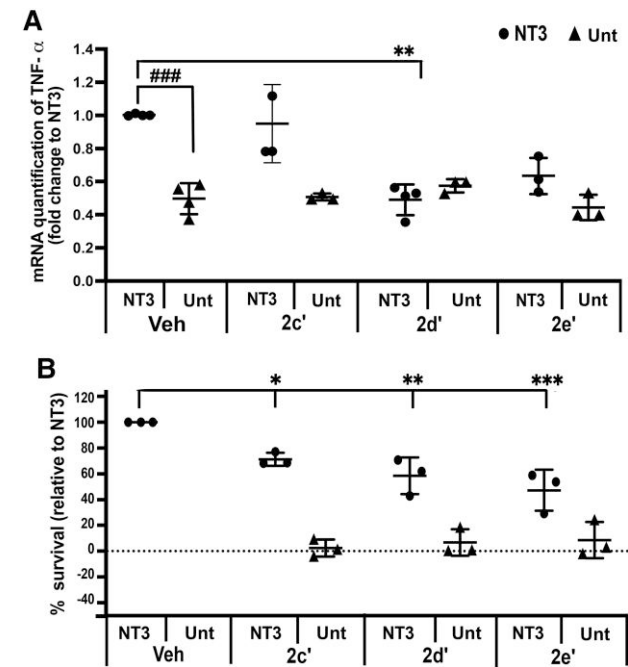 A
● NT3 ▲ Unt
mRNA quantification of TNF- α
(fold change to NT3)
1.4
1.2
1.0
0.8
0.6
0.4
0.2
0.0
###
**
NT3 Unt NT3 Unt NT3 Unt NT3 Unt
Veh 2c' 2d' 2e'
B
% survival (relative to NT3)
120
100
80
60
40
20
0
-20
-40
* ** ***
NT3 Unt NT3 Unt NT3 Unt NT3 Unt
Veh 2c' 2d' 2e'